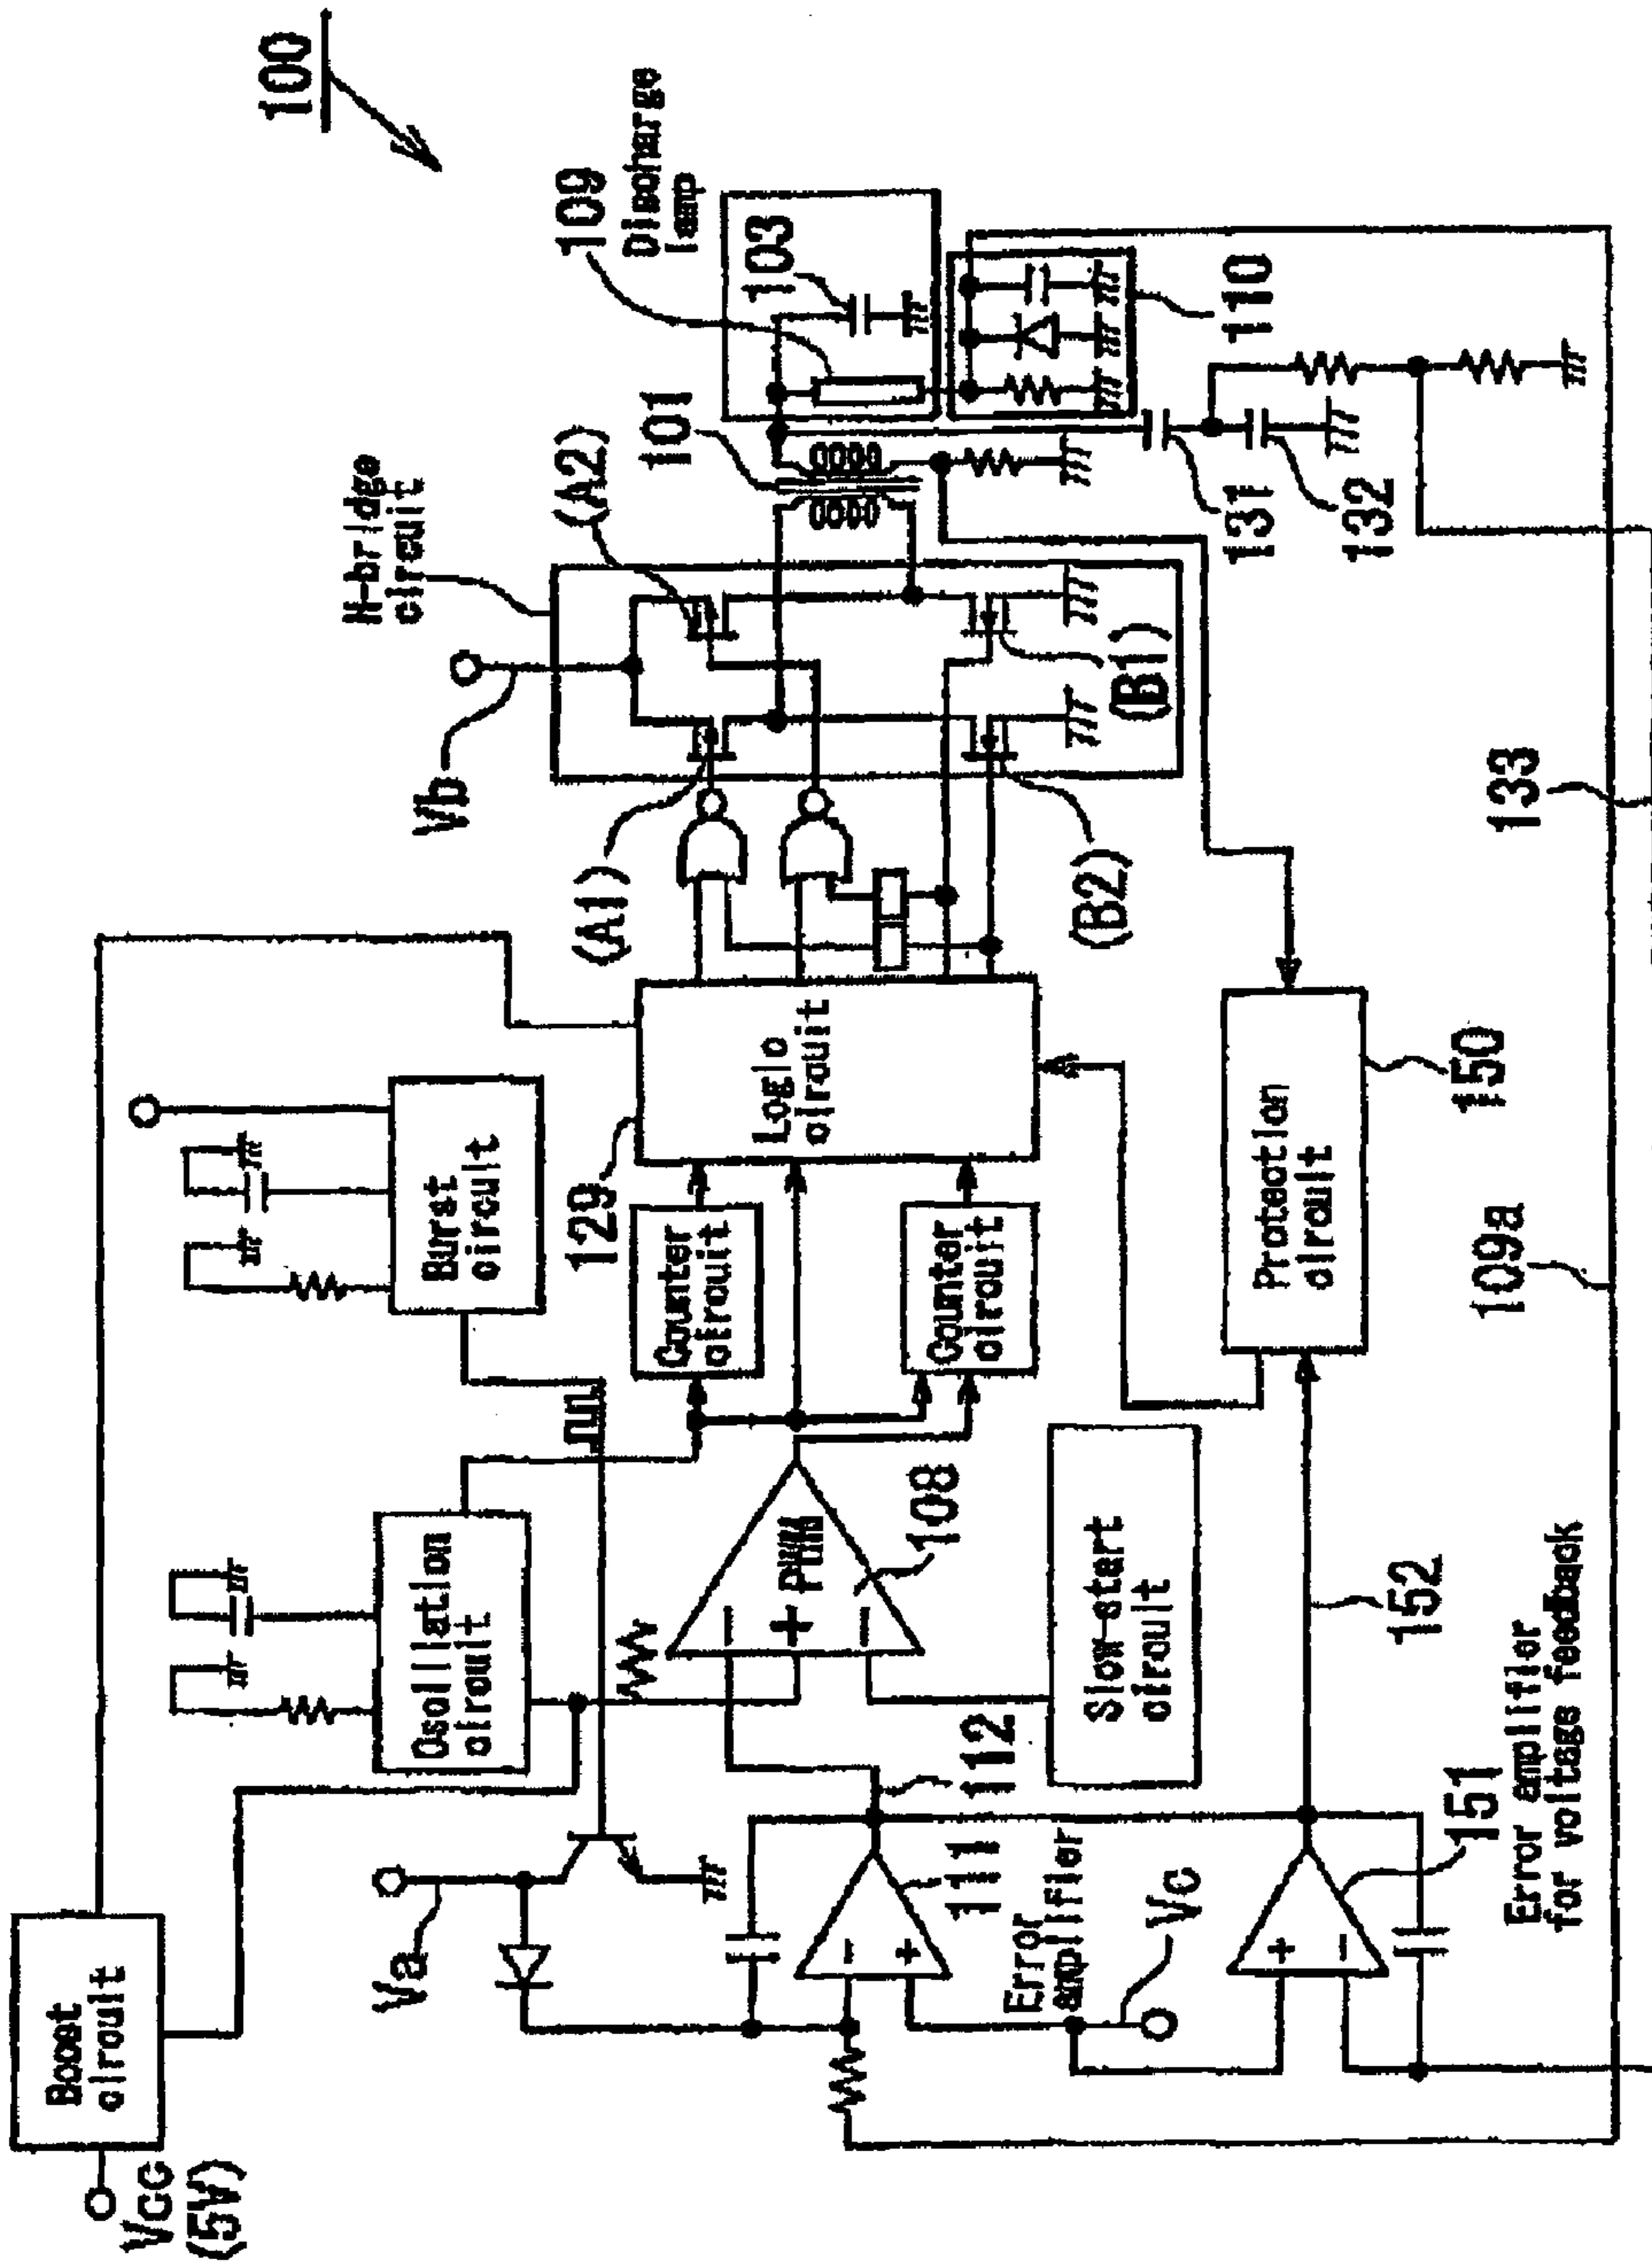 100
Vcc
(5V)
Boost
circuit
Va
Oscillation
circuit
Burst
circuit
Vb
H-bridge
circuit
(A1)
(A2)
(B1)
(B2)
101
109
Discharge
lamp
103
110
131
132
133
129
Logic
circuit
Counter
circuit
Counter
circuit
-
+
-
PWM
108
112
-
+
111
Error
amplifier
Vc
Slow-start
circuit
Protection
circuit
150
152
+
-
151
Error amplifier
for voltage feedback
109a